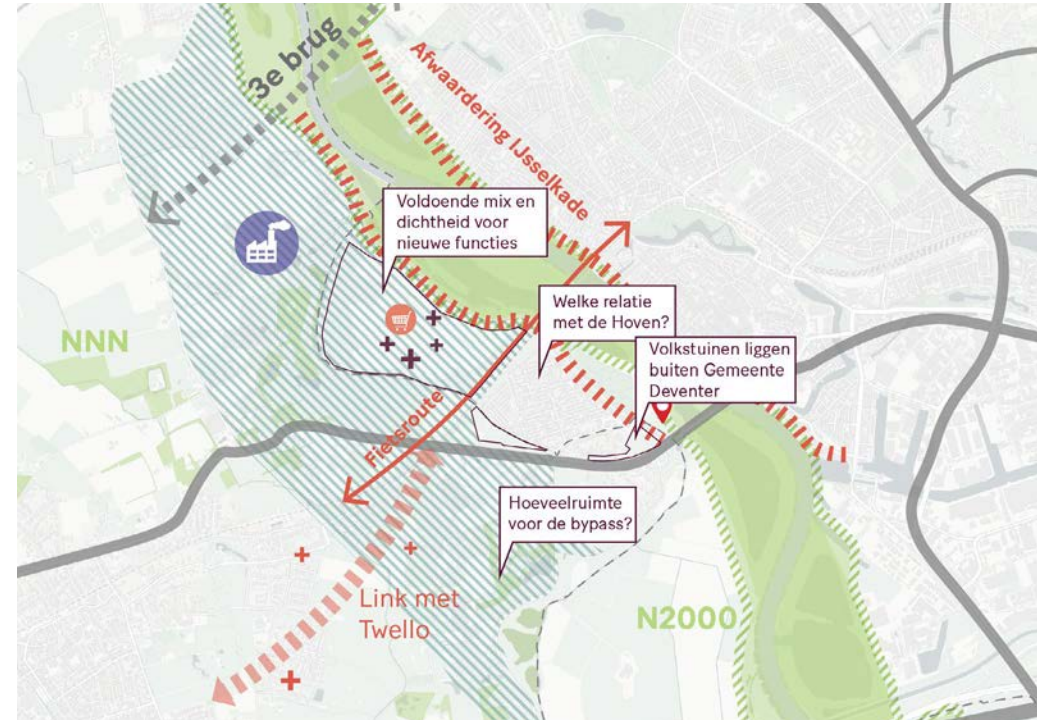 3e brug
Afwaardering IJsselkade
Voldoende mix en
dichtheid voor
nieuwe functies
Welke relatie
met de Hoven?
NNN
Volkstuinen liggen
buiten Gemeente
Deventer
Fietsroute
Hoeveelruimte
voor de bypass?
Link met
Twello
N2000